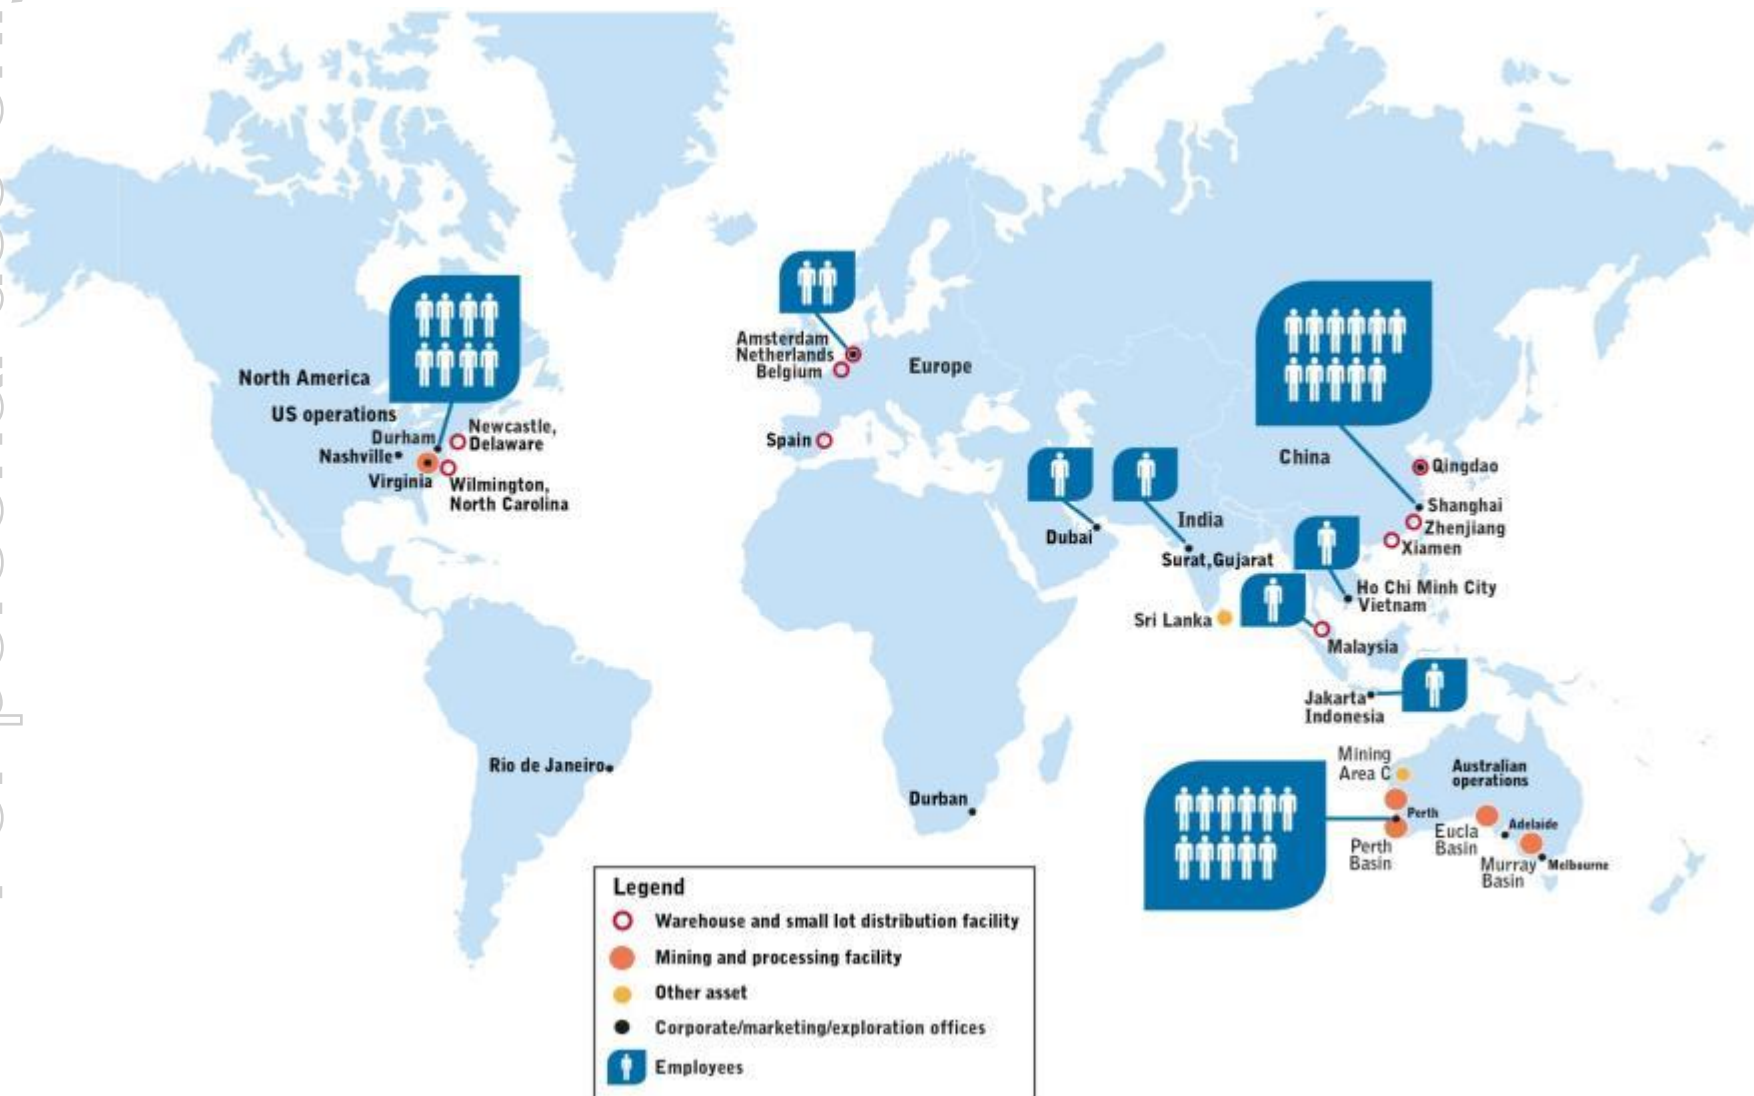 North America
US operations
Durham
Nashville
Virginia
Newcastle,
Delaware
Wilmington,
North Carolina
Amsterdam
Netherlands
Belgium
Europe
Spain
China
Qingdao
Shanghai
Zhenjiang
Xiamen
Dubai
India
Surat,Gujarat
Ho Chi Minh City
Vietnam
Sri Lanka
Malaysia
Jakarta
Indonesia
Rio de Janeiro
Durban
Mining
Area C
Australian
operations
Perth
Perth
Basin
Eucla
Basin
Adelaide
Murray
Basin
Melbourne
Legend
Warehouse and small lot distribution facility
Mining and processing facility
Other asset
Corporate/marketing/exploration offices
Employees